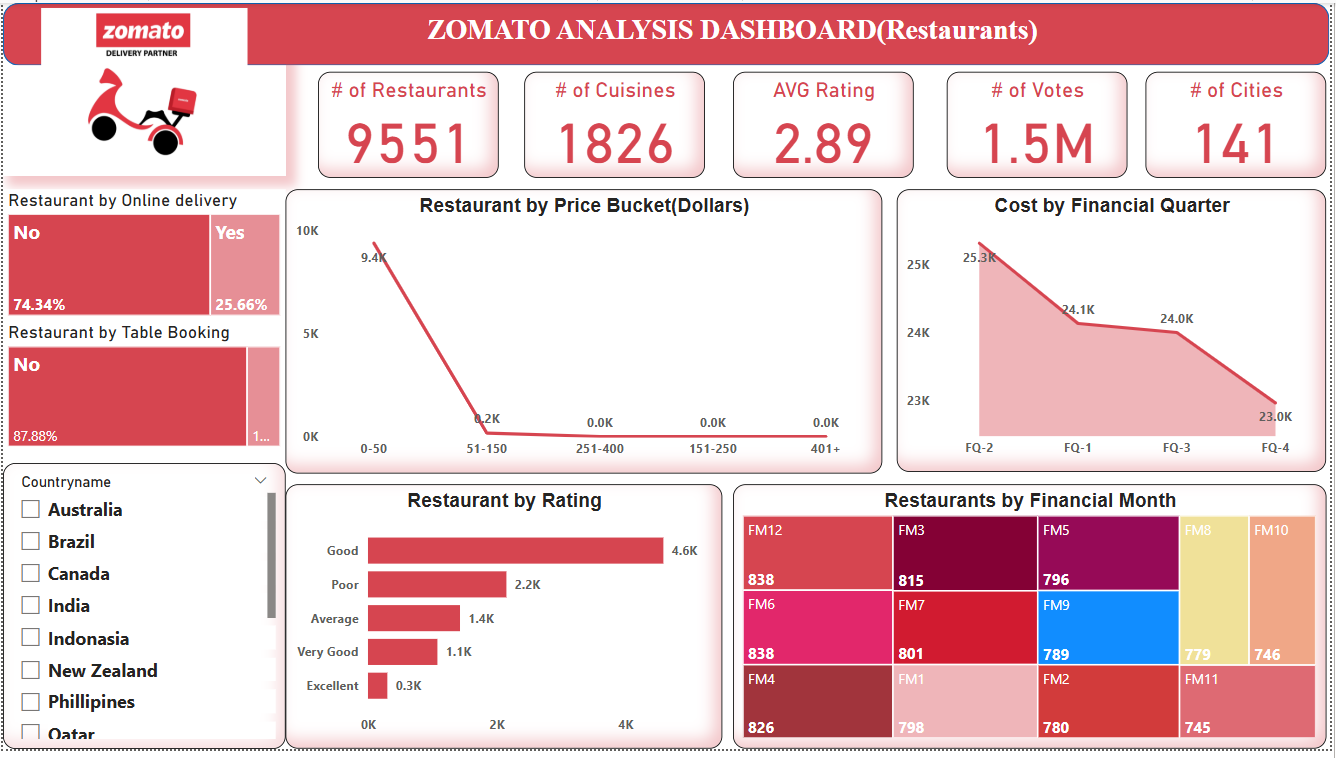 zomato
DELIVERY PARTNER
ZOMATO ANALYSIS DASHBOARD(Restaurants)
# of Restaurants
9551
# of Cuisines
1826
AVG Rating
2.89
# of Votes
1.5M
# of Cities
141
Restaurant by Online delivery
No
Yes
74.34%
25.66%
Restaurant by Table Booking
No
87.88%
1...
Restaurant by Price Bucket(Dollars)
10K
5K
0K
9.4K
0.2K
0.0K
0.0K
0.0K
0-50
51-150
251-400
151-250
401+
Cost by Financial Quarter
25K
24K
23K
25.3K
24.1K
24.0K
23.0K
FQ-2
FQ-1
FQ-3
FQ-4
Countryname
Australia
Brazil
Canada
India
Indonasia
New Zealand
Phillipines
Qatar
Restaurant by Rating
Good
4.6K
Poor
2.2K
Average
1.4K
Very Good
1.1K
Excellent
0.3K
0K
2K
4K
Restaurants by Financial Month
FM12
838
FM3
815
FM5
796
FM8
779
FM10
746
FM6
838
FM7
801
FM9
789
FM4
826
FM1
798
FM2
780
FM11
745